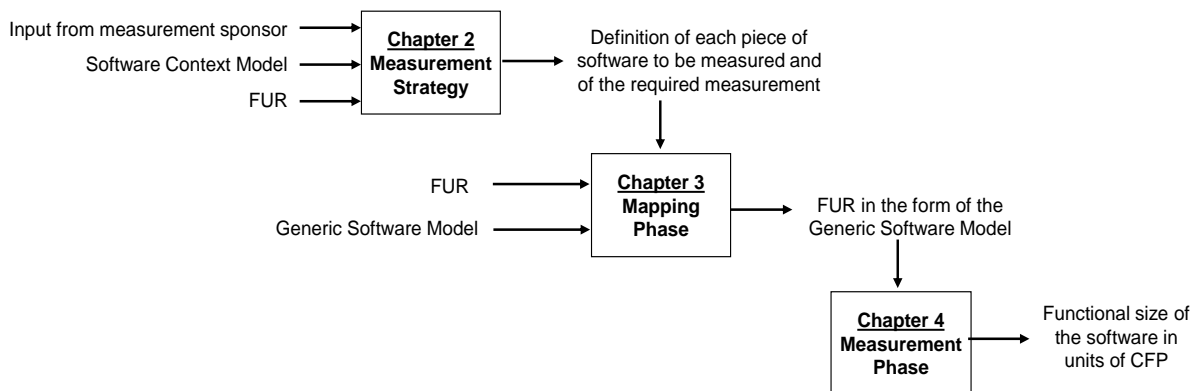 Input from measurement sponsor
Software Context Model
FUR
Chapter 2
Measurement
Strategy
Definition of each piece of
software to be measured and
of the required measurement
FUR
Generic Software Model
Chapter 3
Mapping
Phase
FUR in the form of the
Generic Software Model
Chapter 4
Measurement
Phase
Functional size of
the software in
units of CFP